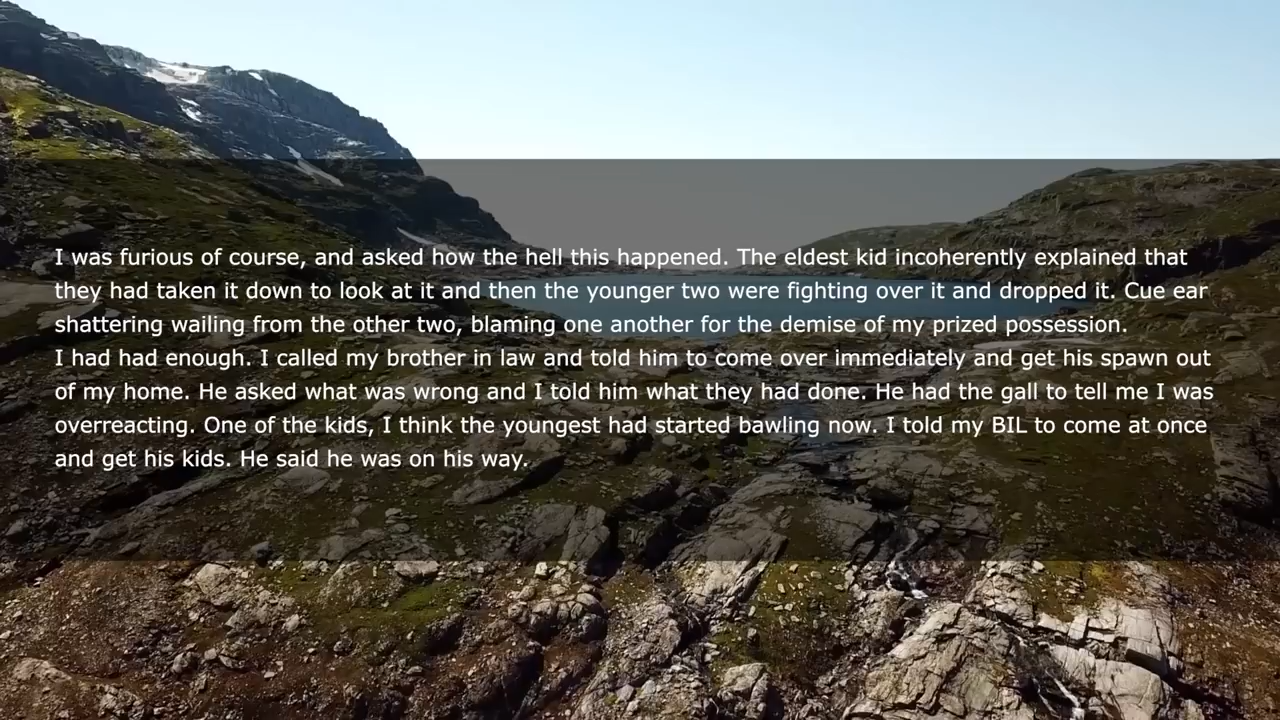 I was furious of course, and asked how the hell this happened. The eldest kid incoherently explained that
they had taken it down to look at it and then the younger two were fighting over it and dropped it. Cue ear
shattering wailing from the other two, blaming one another for the demise of my prized possession.
I had had enough. I called my brother in law and told him to come over immediately and get his spawn out
of my home. He asked what was wrong and I told him what they had done. He had the gall to tell me I was
overreacting. One of the kids, I think the youngest had started bawling now. I told my BIL to come at once
and get his kids. He said he was on his way.